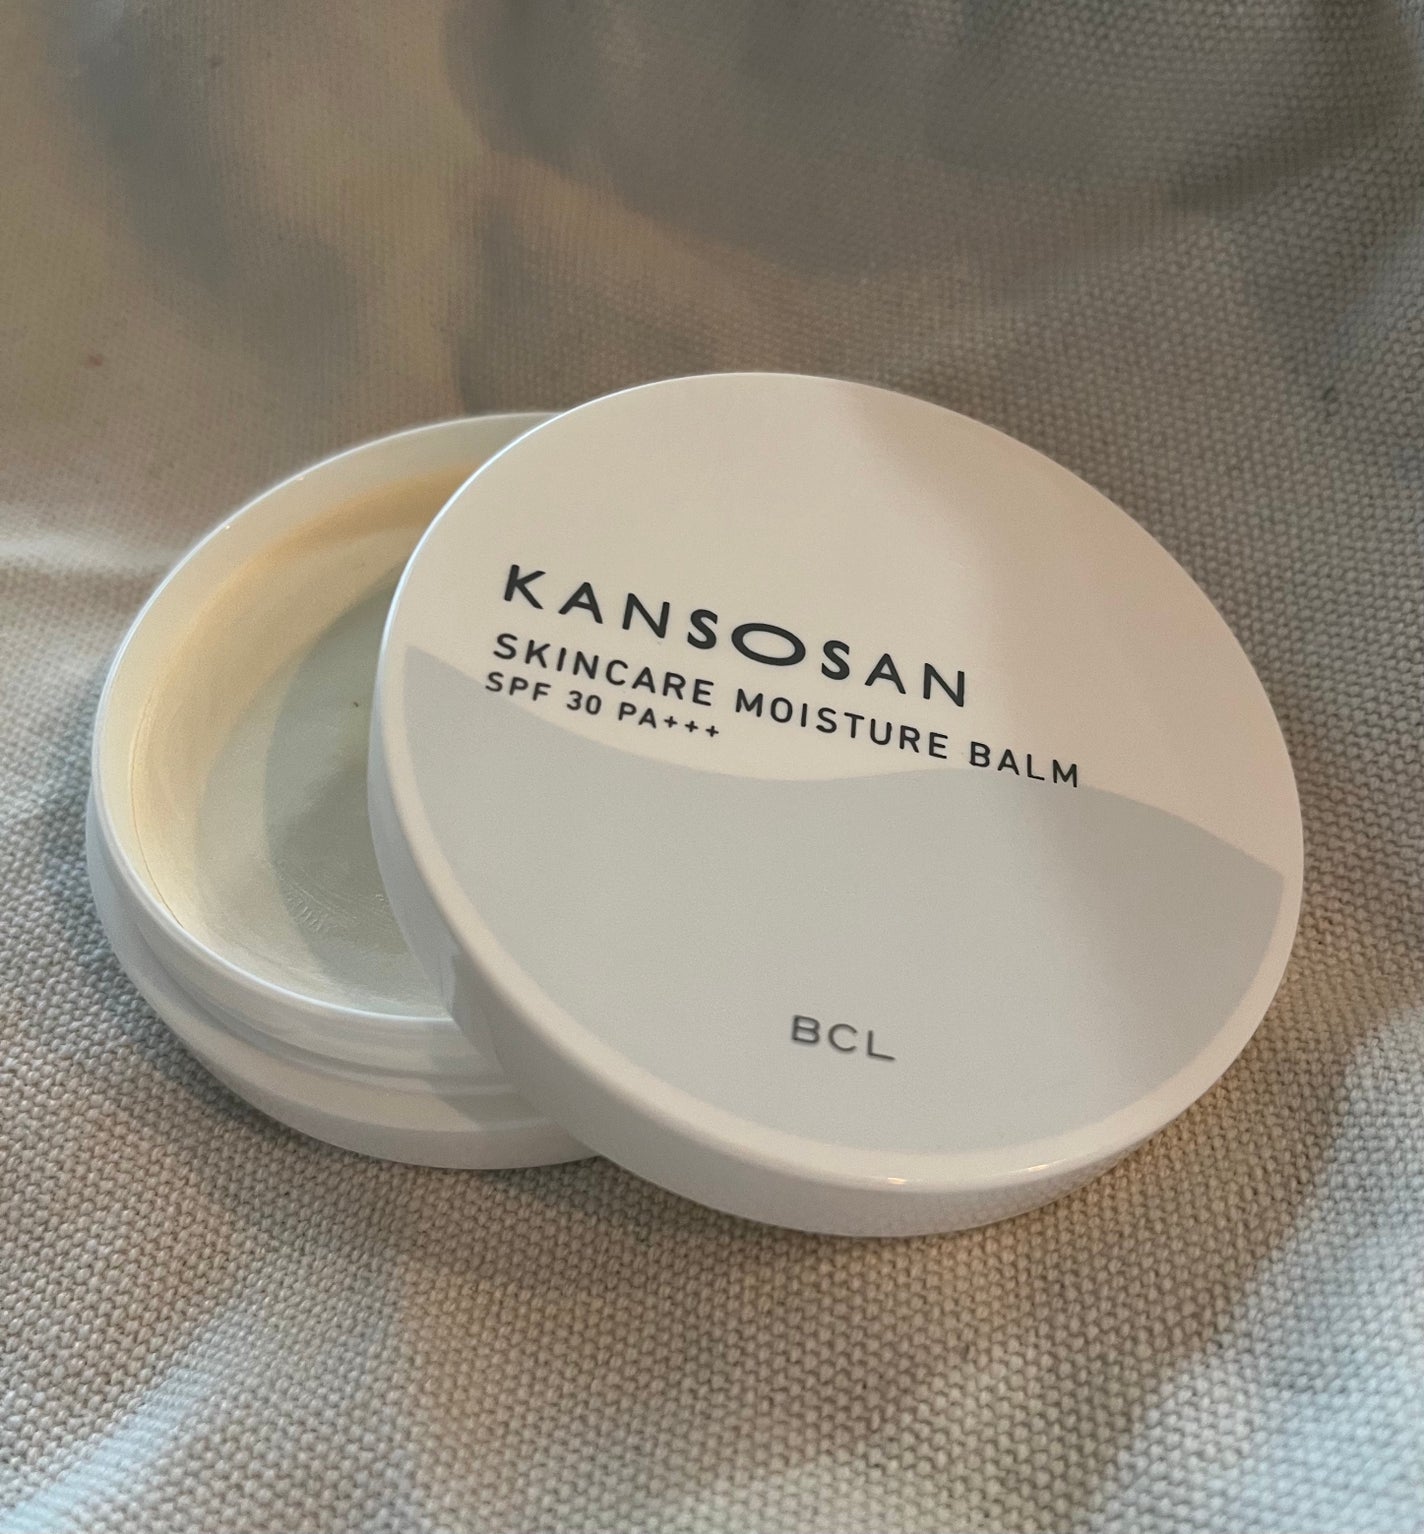 KANSOSAN
SKINCARE MOISTURE BALM
SPF 30 PA+++
BCL